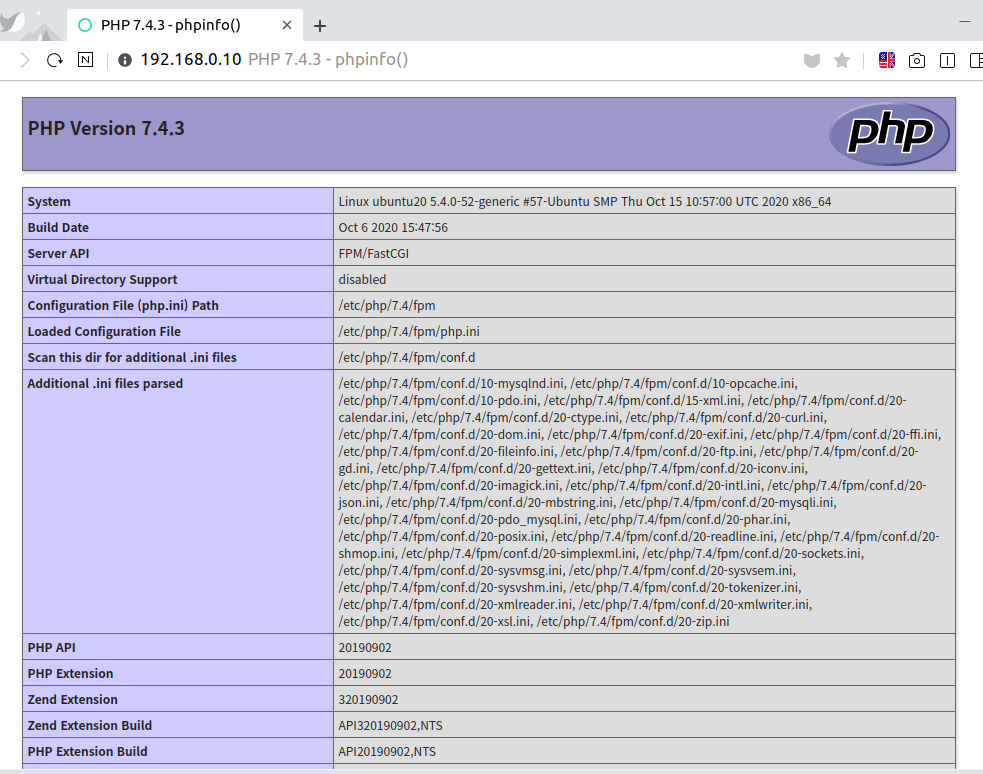 PHP 7.4.3 - phpinfo()
N
192.168.0.10 PHP 7.4.3 - phpinfo()
PHP Version 7.4.3
php
System Linux ubuntu20 5.4.0-52-generic #57-Ubuntu SMP Thu Oct 15 10:57:00 UTC 2020 x86_64
Build Date Oct 6 2020 15:47:56
Server API FPM/FastCGI
Virtual Directory Support disabled
Configuration File (php.ini) Path /etc/php/7.4/fpm
Loaded Configuration File /etc/php/7.4/fpm/php.ini
Scan this dir for additional .ini files /etc/php/7.4/fpm/conf.d
Additional .ini files parsed /etc/php/7.4/fpm/conf.d/10-mysqlnd.ini, /etc/php/7.4/fpm/conf.d/10-opcache.ini,
/etc/php/7.4/fpm/conf.d/10-pdo.ini, /etc/php/7.4/fpm/conf.d/15-xml.ini, /etc/php/7.4/fpm/conf.d/20-
calendar.ini, /etc/php/7.4/fpm/conf.d/20-ctype.ini, /etc/php/7.4/fpm/conf.d/20-curl.ini,
/etc/php/7.4/fpm/conf.d/20-dom.ini, /etc/php/7.4/fpm/conf.d/20-exif.ini, /etc/php/7.4/fpm/conf.d/20-ffi.ini,
/etc/php/7.4/fpm/conf.d/20-fileinfo.ini, /etc/php/7.4/fpm/conf.d/20-ftp.ini, /etc/php/7.4/fpm/conf.d/20-
gd.ini, /etc/php/7.4/fpm/conf.d/20-gettext.ini, /etc/php/7.4/fpm/conf.d/20-iconv.ini,
/etc/php/7.4/fpm/conf.d/20-imagick.ini, /etc/php/7.4/fpm/conf.d/20-intl.ini, /etc/php/7.4/fpm/conf.d/20-
json.ini, /etc/php/7.4/fpm/conf.d/20-mbstring.ini, /etc/php/7.4/fpm/conf.d/20-mysqli.ini,
/etc/php/7.4/fpm/conf.d/20-pdo_mysql.ini, /etc/php/7.4/fpm/conf.d/20-phar.ini,
/etc/php/7.4/fpm/conf.d/20-posix.ini, /etc/php/7.4/fpm/conf.d/20-readline.ini, /etc/php/7.4/fpm/conf.d/20-
shmop.ini, /etc/php/7.4/fpm/conf.d/20-simplexml.ini, /etc/php/7.4/fpm/conf.d/20-sockets.ini,
/etc/php/7.4/fpm/conf.d/20-sysvmsg.ini, /etc/php/7.4/fpm/conf.d/20-sysvsem.ini,
/etc/php/7.4/fpm/conf.d/20-sysvshm.ini, /etc/php/7.4/fpm/conf.d/20-tokenizer.ini,
/etc/php/7.4/fpm/conf.d/20-xmlreader.ini, /etc/php/7.4/fpm/conf.d/20-xmlwriter.ini,
/etc/php/7.4/fpm/conf.d/20-xsl.ini, /etc/php/7.4/fpm/conf.d/20-zip.ini
PHP API 20190902
PHP Extension 20190902
Zend Extension 320190902
Zend Extension Build API320190902,NTS
PHP Extension Build API20190902,NTS